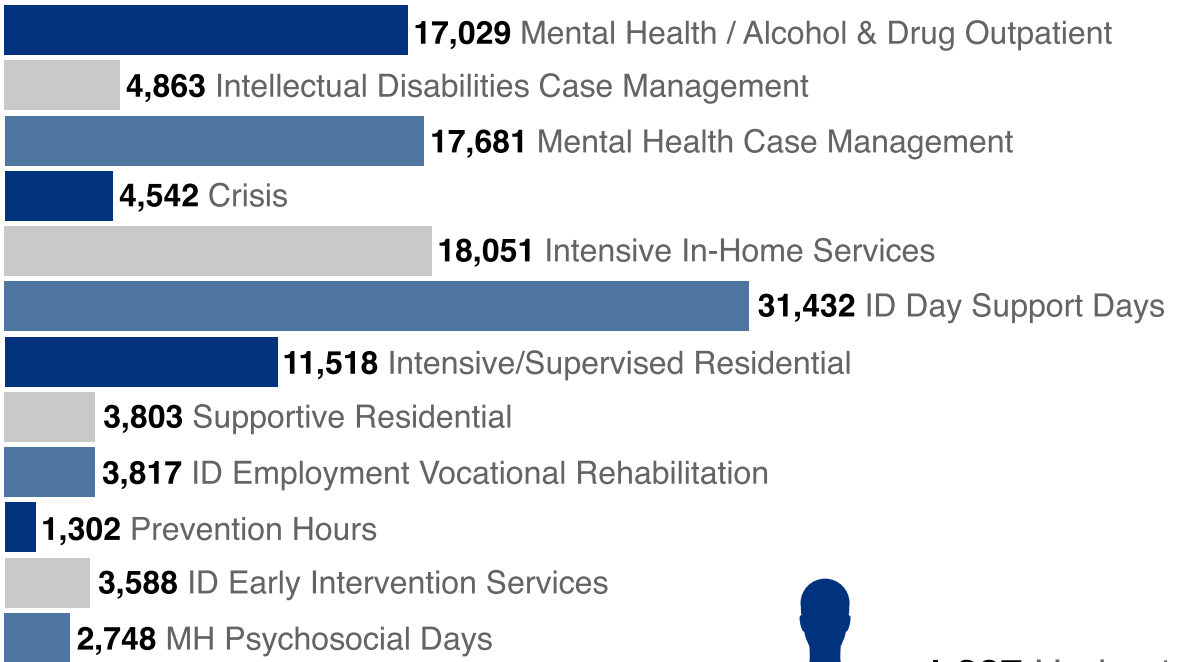 17,029 Mental Health / Alcohol & Drug Outpatient
4,863 Intellectual Disabilities Case Management
17,681 Mental Health Case Management
4,542 Crisis
18,051 Intensive In-Home Services
31,432 ID Day Support Days
11,518 Intensive/Supervised Residential
3,803 Supportive Residential
3,817 ID Employment Vocational Rehabilitation
1,302 Prevention Hours
3,588 ID Early Intervention Services
2,748 MH Psychosocial Days